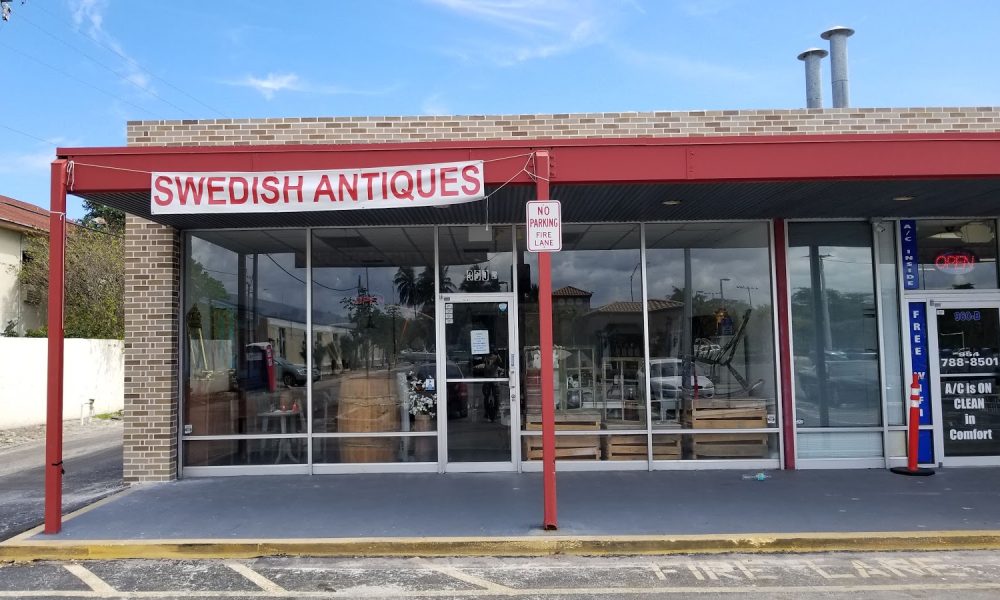 SWEDISH ANTIQUES
NO
PARKING
FIRE
LANE
A/C INSIDE
OPEN
960-B
954
788-8501
A/C is ON
CLEAN
in
Comfort
FIRE LANE